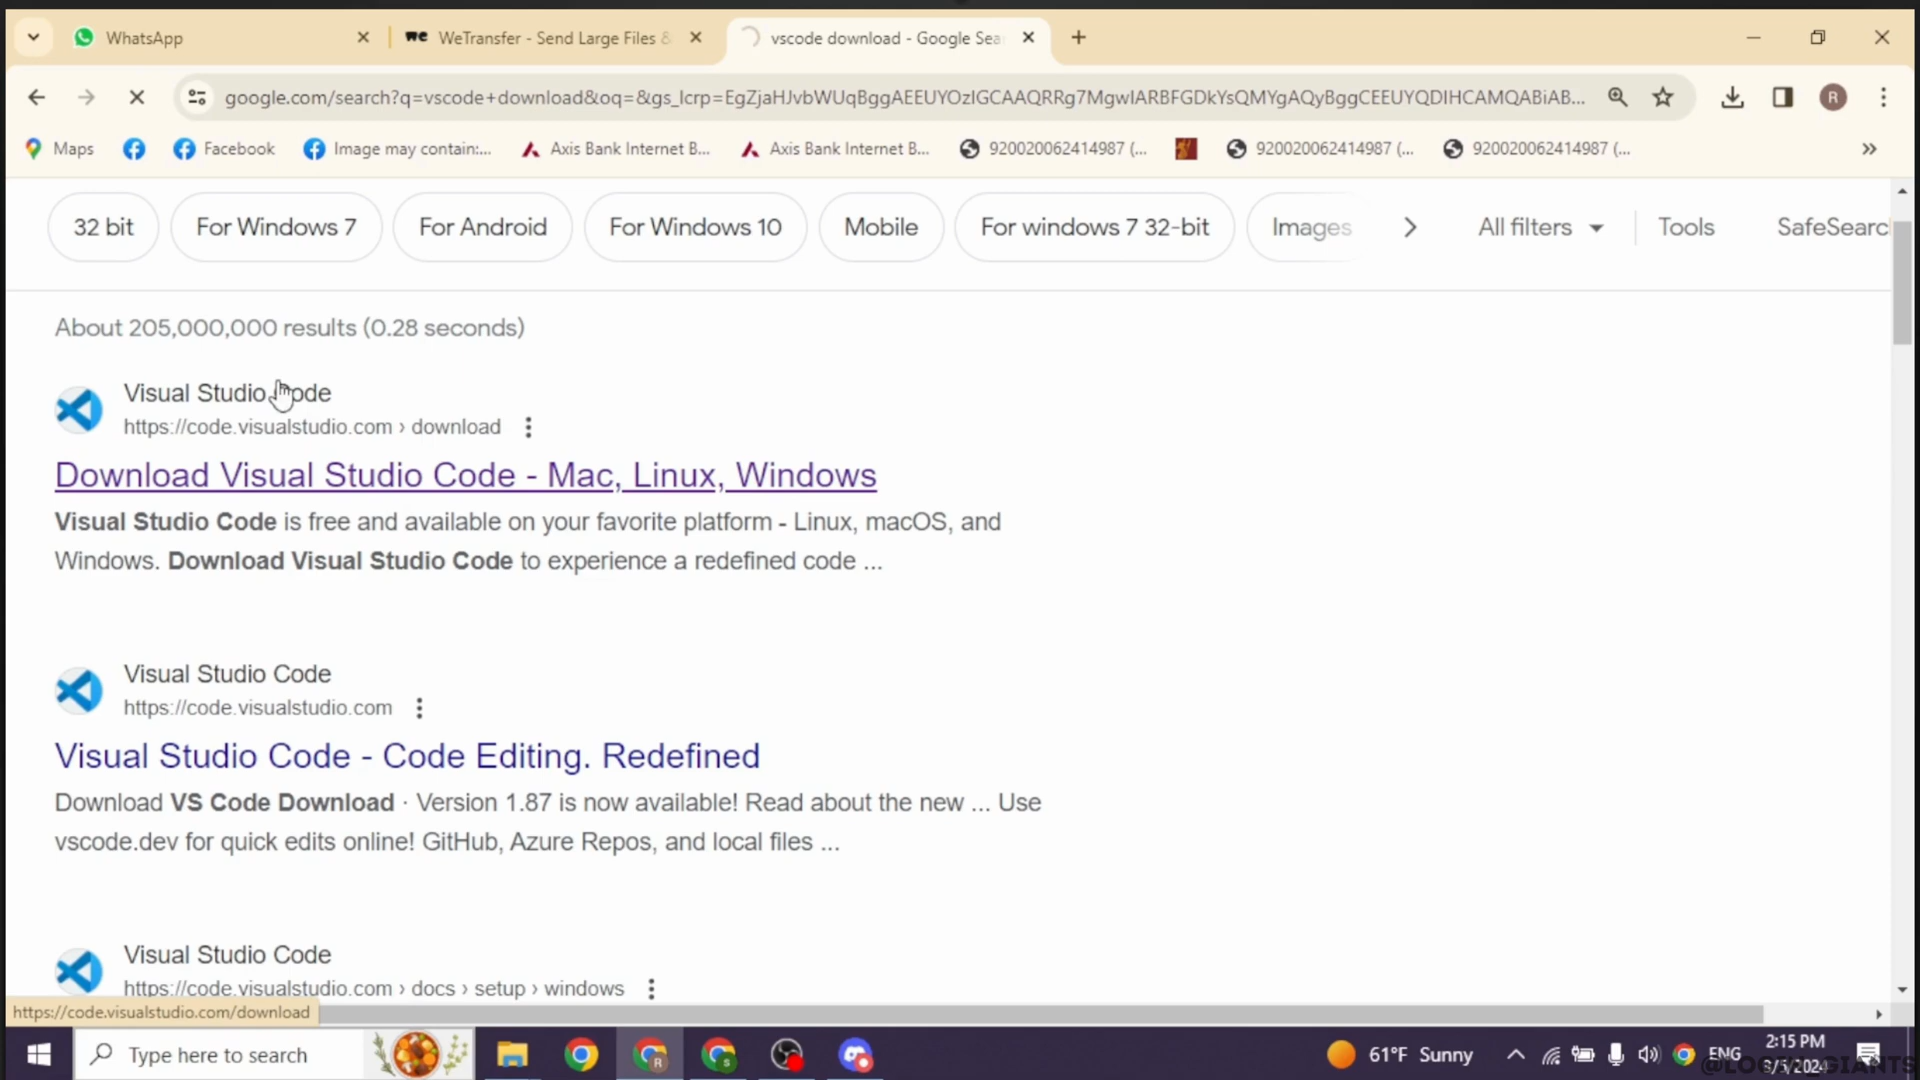 WhatsApp
WeTransfer - Send Large Files &
vscode download - Google Sea
google.com/search?q=vscode+download&oq=&gs_lcrp=EgZjaHJvbWUqBggAEEUYOzIGCAAQRRg7MgwIARBFGDkYsQMYgAQyBggCEEUYQDIHCAMQABiAB...
R
Maps
Facebook
Image may contain:...
Axis Bank Internet B...
Axis Bank Internet B...
920020062414987 (...
920020062414987 (...
920020062414987 (...
32 bit
For Windows 7
For Android
For Windows 10
Mobile
For windows 7 32-bit
Images
All filters
Tools
SafeSearc
About 205,000,000 results (0.28 seconds)
Visual Studio Code
https://code.visualstudio.com › download
Download Visual Studio Code - Mac, Linux, Windows
Visual Studio Code is free and available on your favorite platform - Linux, macOS, and
Windows. Download Visual Studio Code to experience a redefined code ...
Visual Studio Code
https://code.visualstudio.com
Visual Studio Code - Code Editing. Redefined
Download VS Code Download · Version 1.87 is now available! Read about the new ... Use
vscode.dev for quick edits online! GitHub, Azure Repos, and local files ...
Visual Studio Code
https://code.visualstudio.com › docs › setup › windows
https://code.visualstudio.com/download
Type here to search
61°F Sunny
ENG
2:15 PM
3/5/2024